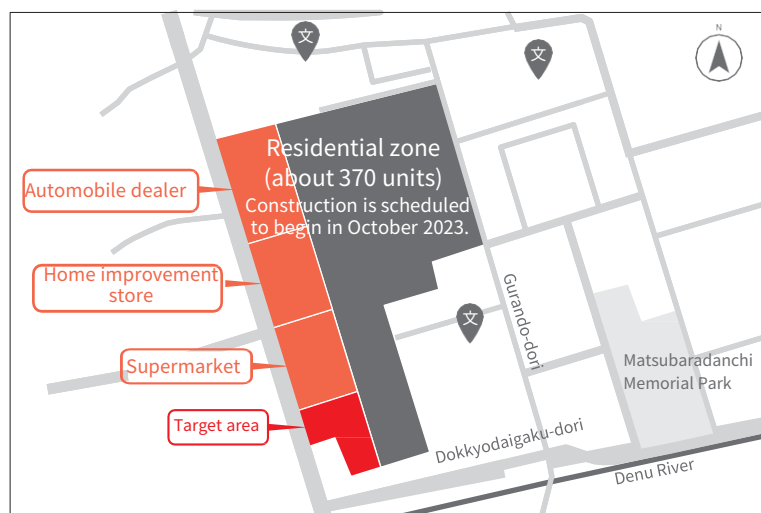 文
文
N
Residential zone
(about 370 units)
Construction is scheduled
to begin in October 2023.
Automobile dealer
Home improvement
store
Supermarket
Target area
文
Gurando-dori
Matsubaradanchi
Memorial Park
Dokkyodaigaku-dori
Denu River